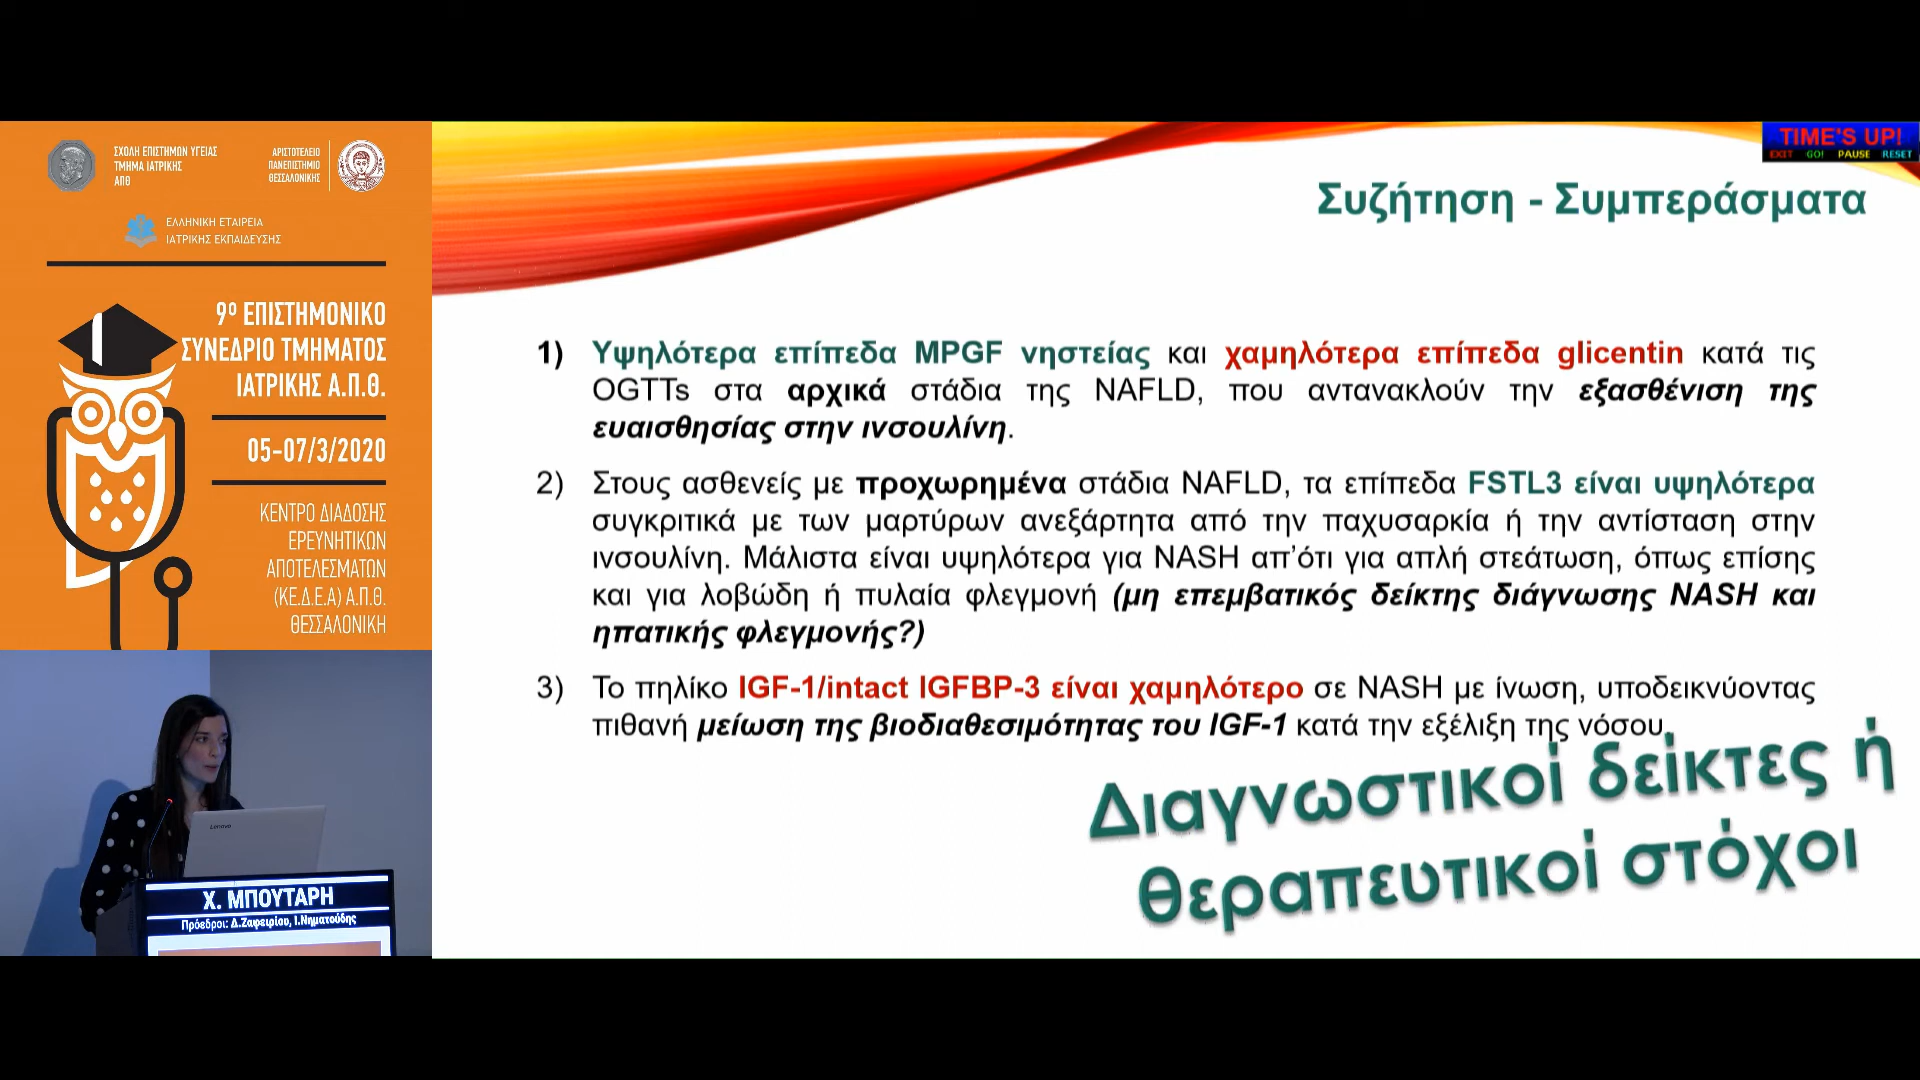 ΣΧΟΛΗ ΕΠΙΣΤΗΜΩΝ ΥΓΕΙΑΣ
ΤΜΗΜΑ ΙΑΤΡΙΚΗΣ
ΑΠΘ
ΑΡΙΣΤΟΤΕΛΕΙΟ
ΠΑΝΕΠΙΣΤΗΜΙΟ
ΘΕΣΣΑΛΟΝΙΚΗΣ
ΕΛΛΗΝΙΚΗ ΕΤΑΙΡΕΙΑ
ΙΑΤΡΙΚΗΣ ΕΚΠΑΙΔΕΥΣΗΣ
9ο ΕΠΙΣΤΗΜΟΝΙΚΟ
ΣΥΝΕΔΡΙΟ ΤΜΗΜΑΤΟΣ
ΙΑΤΡΙΚΗΣ Α.Π.Θ.
05-07/3/2020
ΚΕΝΤΡΟ ΔΙΑΔΟΣΗΣ
ΕΡΕΥΝΗΤΙΚΩΝ
ΑΠΟΤΕΛΕΣΜΑΤΩΝ
(ΚΕ.Δ.Ε.Α) Α.Π.Θ.
ΘΕΣΣΑΛΟΝΙΚΗ
Lenovo
Χ. ΜΠΟΥΤΑΡΗ
Πρόεδροι: Δ.Ζαφειρίου, Ι.Νηματούδης
TIME'S UP!
EXIT GO! PAUSE RESET
Συζήτηση - Συμπεράσματα
1) Υψηλότερα επίπεδα MPGF νηστείας και χαμηλότερα επίπεδα glicentin κατά τις
OGTTs στα αρχικά στάδια της NAFLD, που αντανακλούν την εξασθένιση της
ευαισθησίας στην ινσουλίνη.
2) Στους ασθενείς με προχωρημένα στάδια NAFLD, τα επίπεδα FSTL3 είναι υψηλότερα
συγκριτικά με των μαρτύρων ανεξάρτητα από την παχυσαρκία ή την αντίσταση στην
ινσουλίνη. Μάλιστα είναι υψηλότερα για NASH απ'ότι για απλή στεάτωση, όπως επίσης
και για λοβώδη ή πυλαία φλεγμονή (μη επεμβατικός δείκτης διάγνωσης NASH και
ηπατικής φλεγμονής?)
3) Το πηλίκο IGF-1/intact IGFBP-3 είναι χαμηλότερο σε NASH με ίνωση, υποδεικνύοντας
πιθανή μείωση της βιοδιαθεσιμότητας του IGF-1 κατά την εξέλιξη της νόσου.
Διαγνωστικοί δείκτες ή
θεραπευτικοί στόχοι